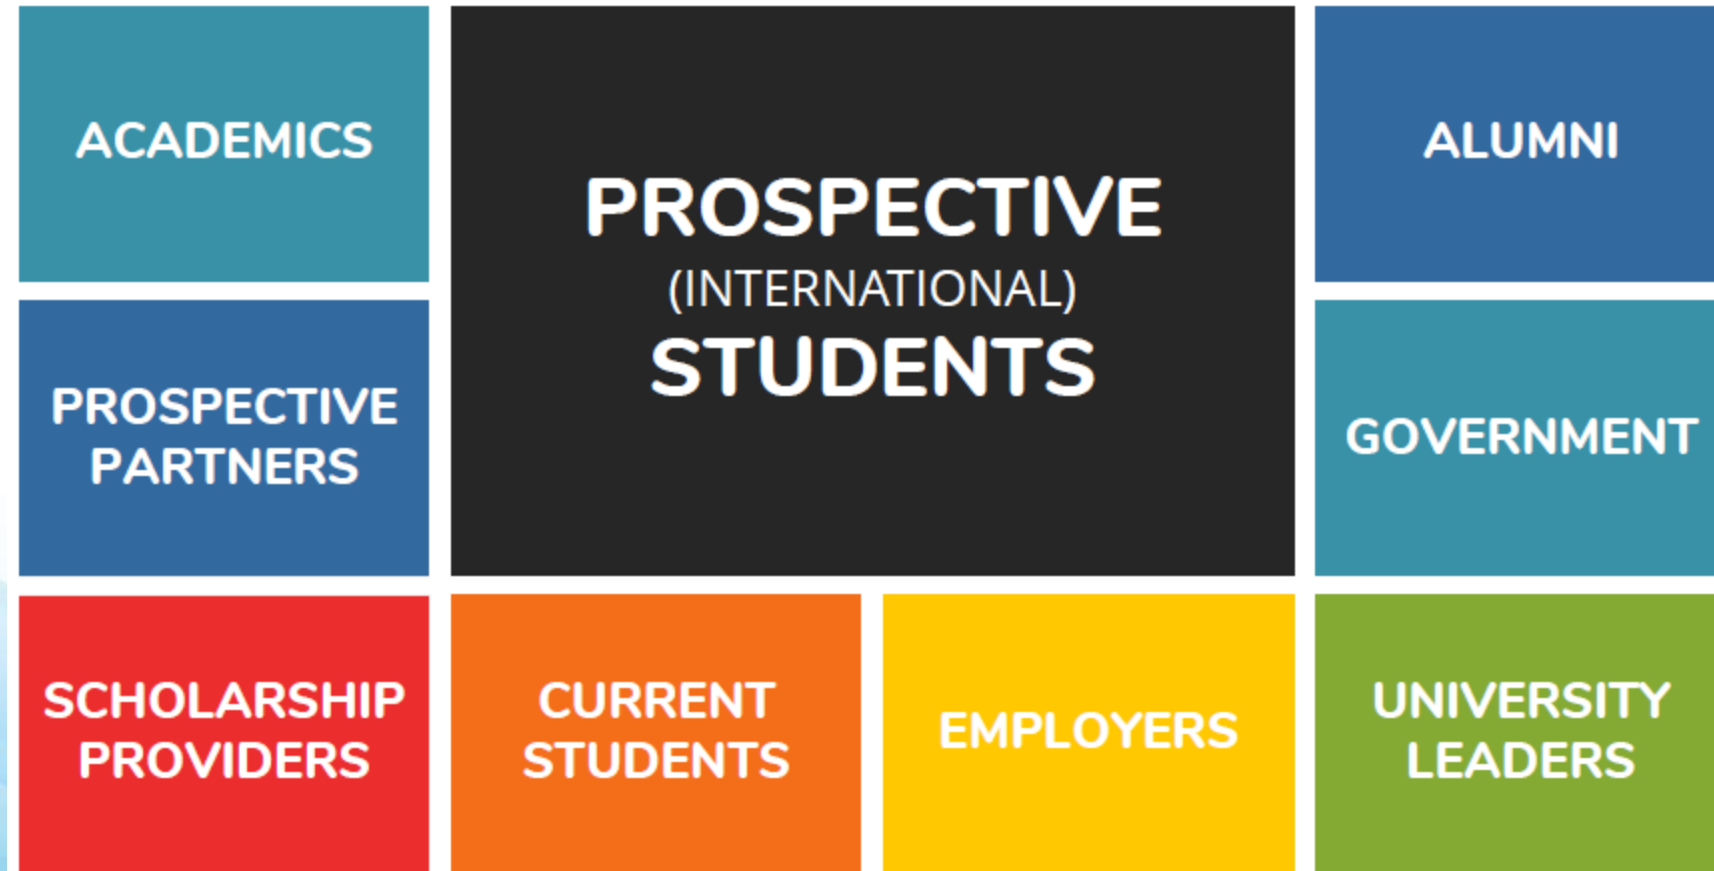 ACADEMICS
PROSPECTIVE
(INTERNATIONAL)
STUDENTS
ALUMNI
PROSPECTIVE
PARTNERS
GOVERNMENT
SCHOLARSHIP
PROVIDERS
CURRENT
STUDENTS
EMPLOYERS
UNIVERSITY
LEADERS